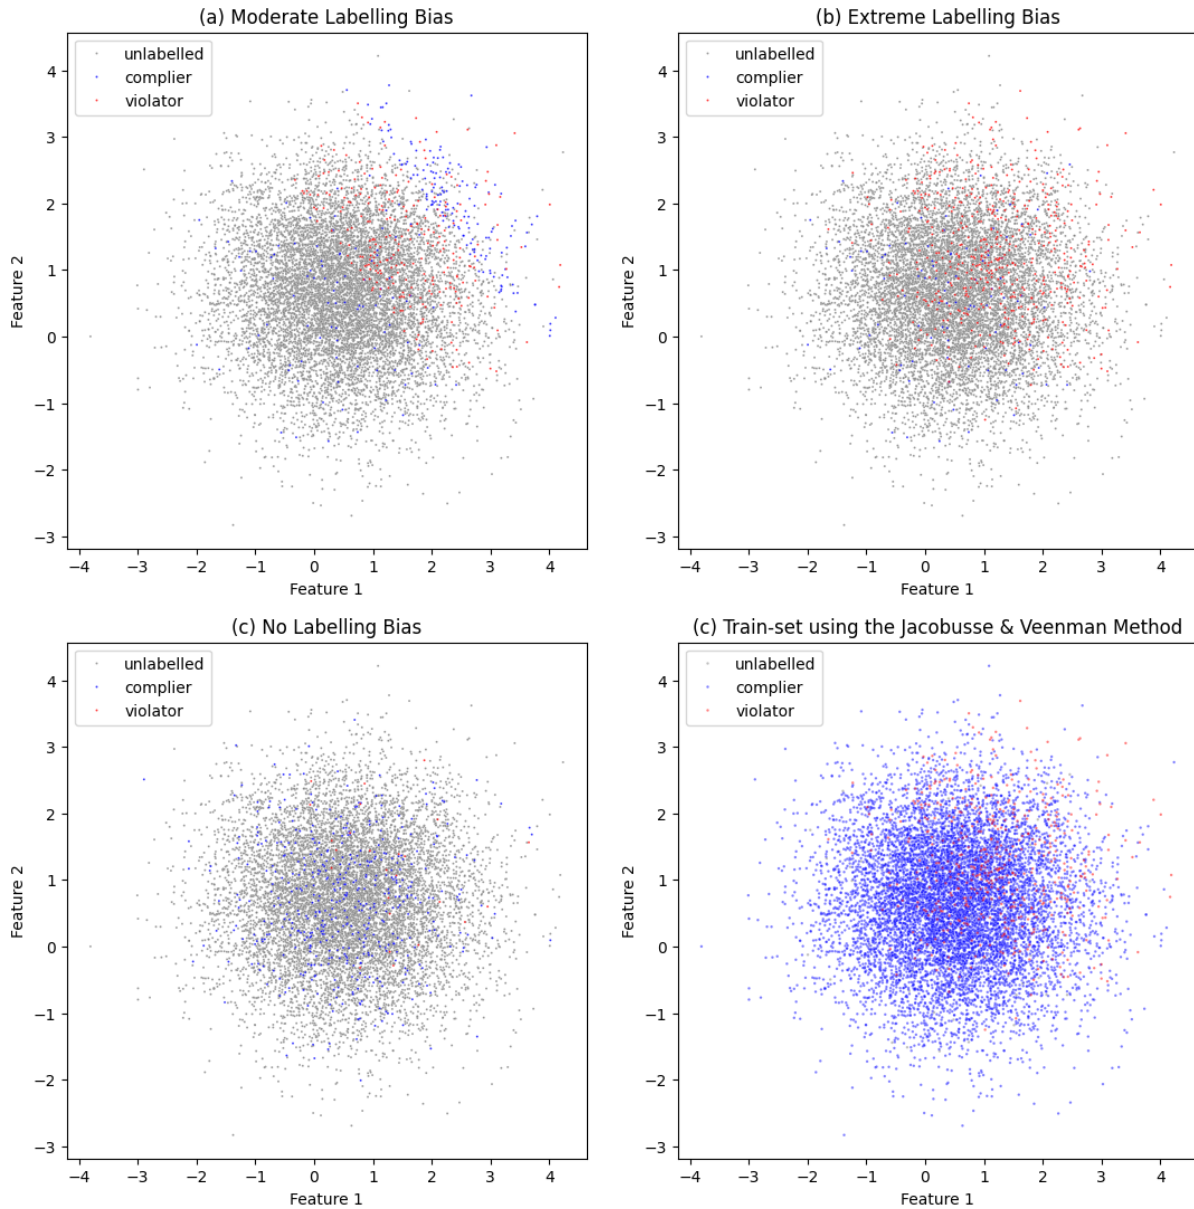 (a) Moderate Labelling Bias
unlabelled
complier
violator
4
3
2
1
0
−1
−2
−3
Feature 2
−4 −3 −2 −1 0 1 2 3 4
Feature 1
(b) Extreme Labelling Bias
unlabelled
complier
violator
4
3
2
1
0
−1
−2
−3
Feature 2
−4 −3 −2 −1 0 1 2 3 4
Feature 1
(c) No Labelling Bias
unlabelled
complier
violator
4
3
2
1
0
−1
−2
−3
Feature 2
−4 −3 −2 −1 0 1 2 3 4
Feature 1
(c) Train-set using the Jacobusse & Veenman Method
unlabelled
complier
violator
4
3
2
1
0
−1
−2
−3
Feature 2
−4 −3 −2 −1 0 1 2 3 4
Feature 1